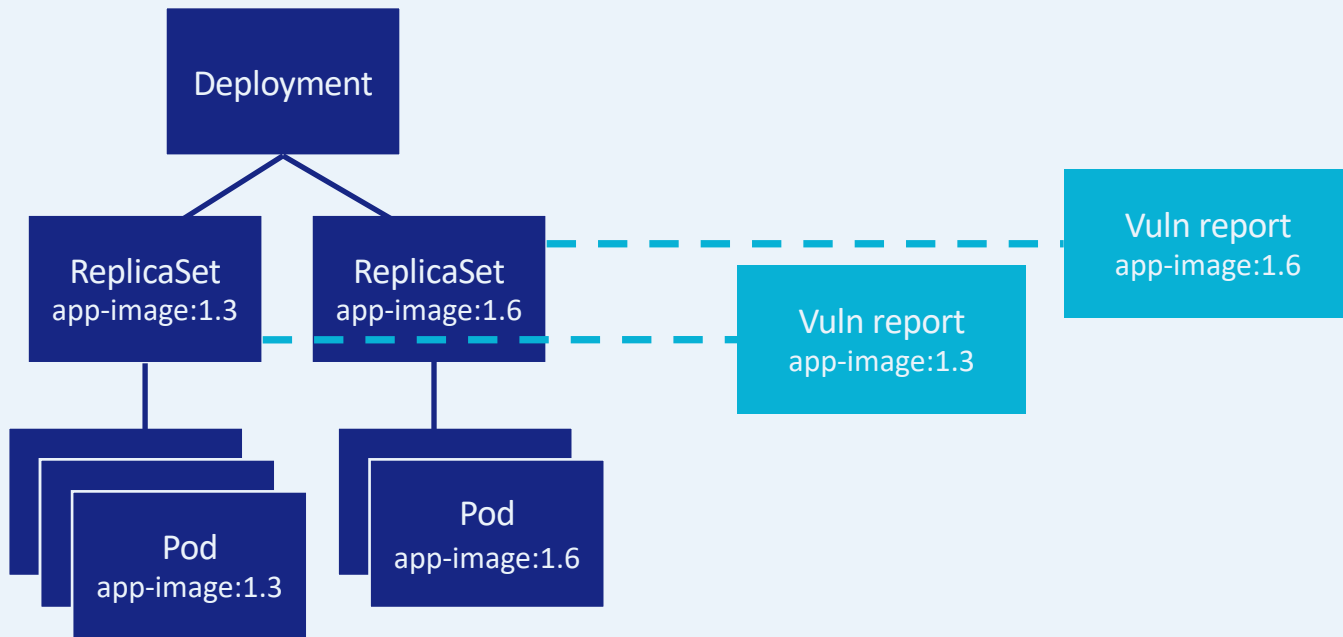 Deployment
ReplicaSet
app-image:1.3
ReplicaSet
app-image:1.6
Vuln report
app-image:1.6
Vuln report
app-image:1.3
Pod
app-image:1.3
Pod
app-image:1.6